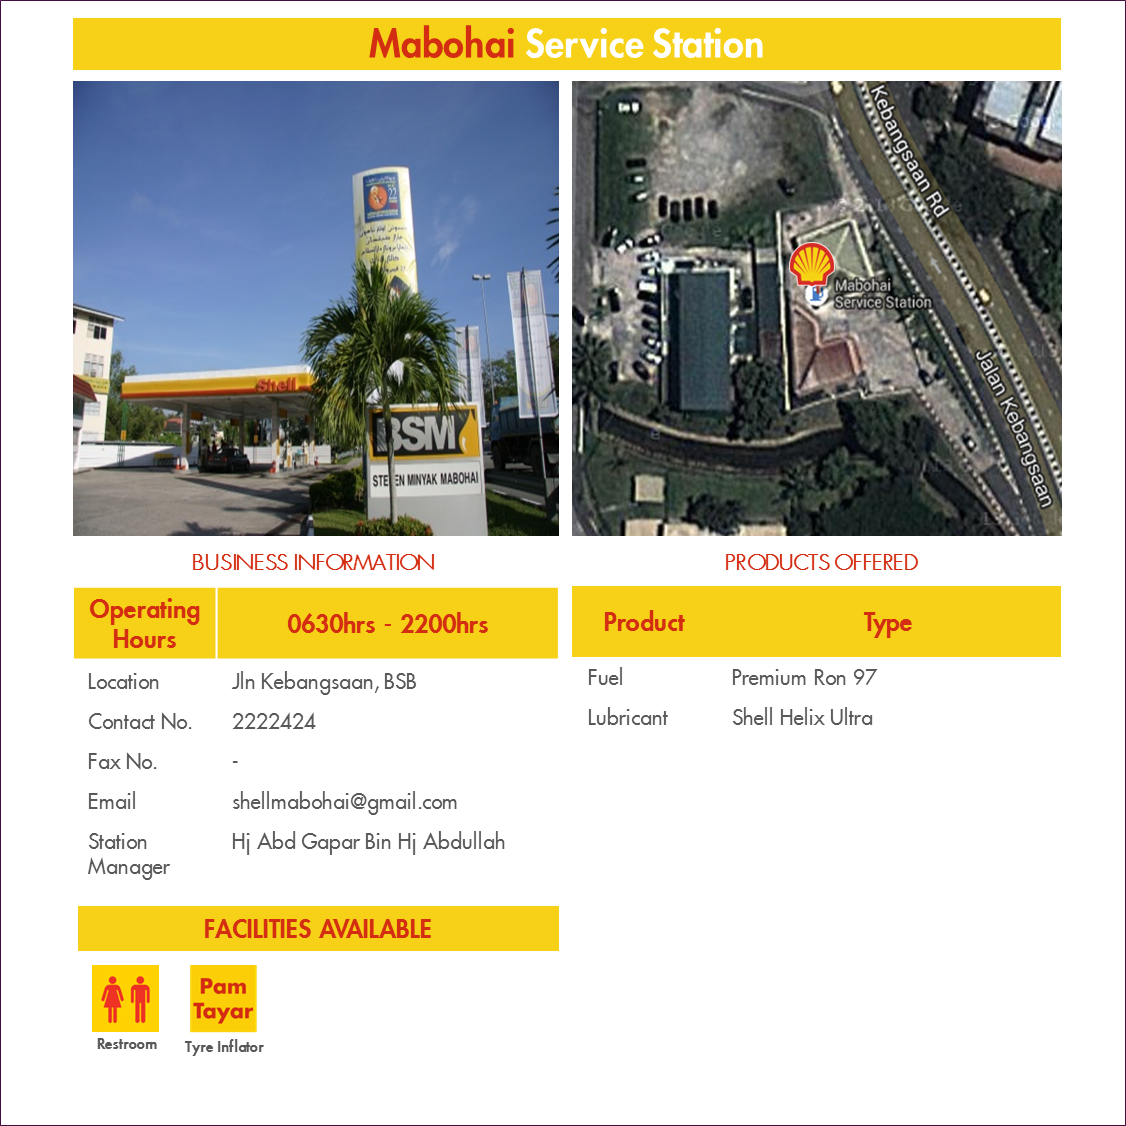 Mabohai Service Station
22
Shell
BSM
STESEN MINYAK MABOHAI
Kebangsaan Rd
Mabohai
Service Station
Jalan Kebangsaan
BUSINESS INFORMATION
Operating
Hours
0630hrs - 2200hrs
Location Jln Kebangsaan, BSB
Contact No. 2222424
Fax No. -
Email shellmabohai@gmail.com
Station
Manager
Hj Abd Gapar Bin Hj Abdullah
PRODUCTS OFFERED
Product Type
Fuel Premium Ron 97
Lubricant Shell Helix Ultra
FACILITIES AVAILABLE
Pam
Tayar
Restroom
Tyre Inflator